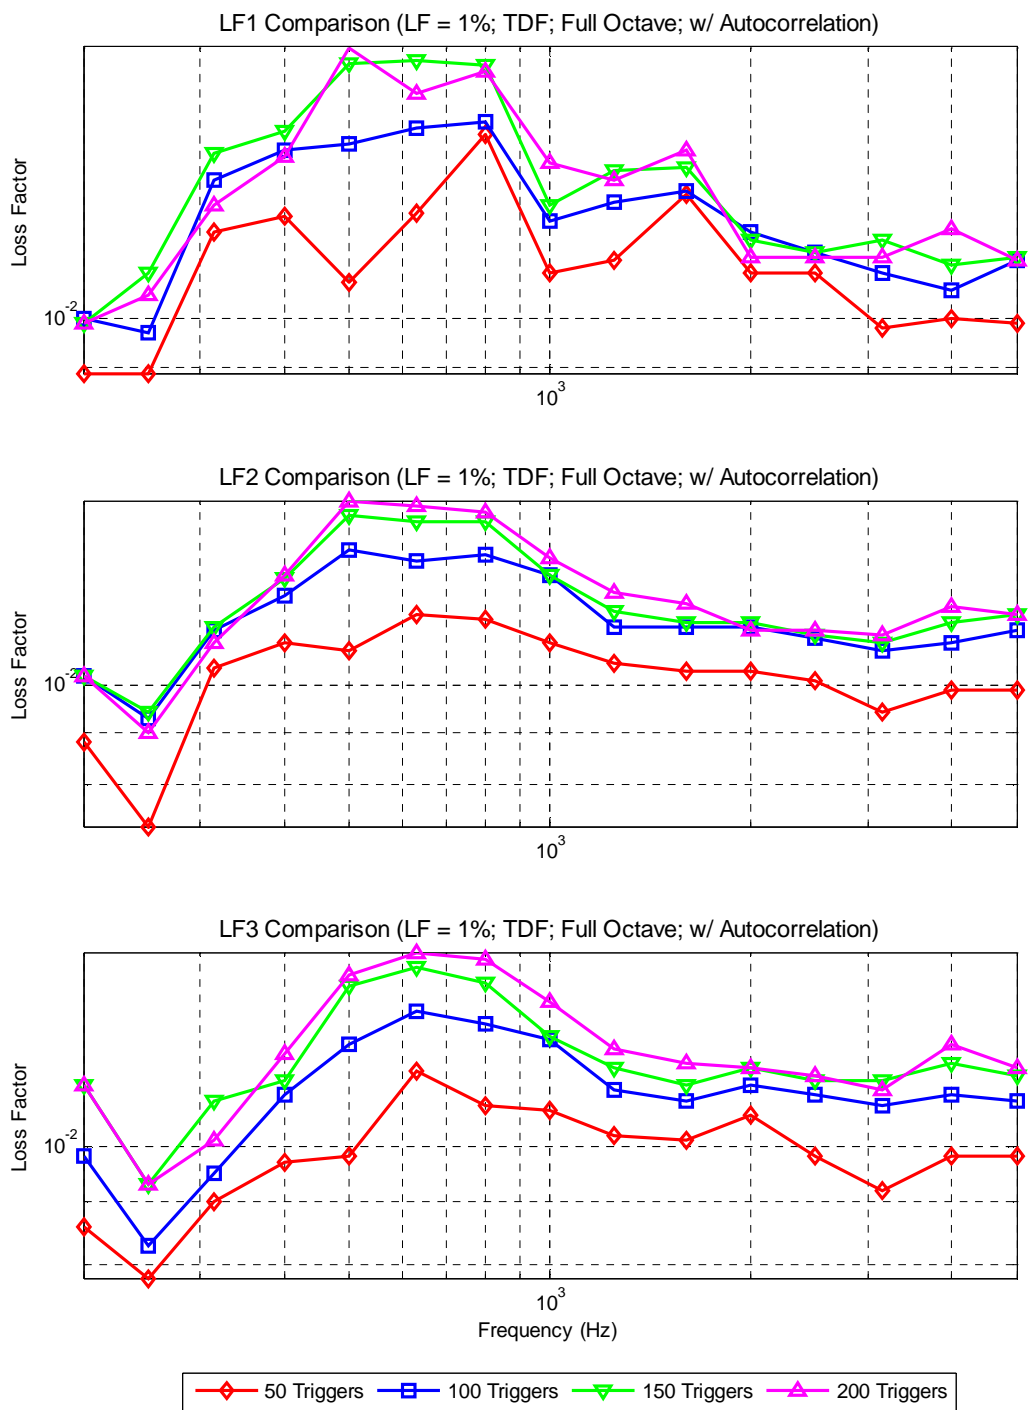 LF1 Comparison (LF = 1%; TDF; Full Octave; w/ Autocorrelation)
Loss Factor
10^-2
10^3
LF2 Comparison (LF = 1%; TDF; Full Octave; w/ Autocorrelation)
Loss Factor
10^-2
10^3
LF3 Comparison (LF = 1%; TDF; Full Octave; w/ Autocorrelation)
Loss Factor
10^-2
10^3
Frequency (Hz)
50 Triggers 100 Triggers 150 Triggers 200 Triggers